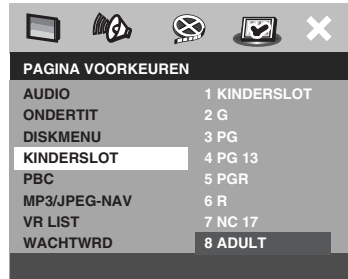 PAGINA VOORKEUREN
AUDIO 1 KINDERSLOT
ONDERTIT 2 G
DISKMENU 3 PG
KINDERSLOT 4 PG 13
PBC 5 PGR
MP3/JPEG-NAV 6 R
VR LIST 7 NC 17
WACHTWRD 8 ADULT